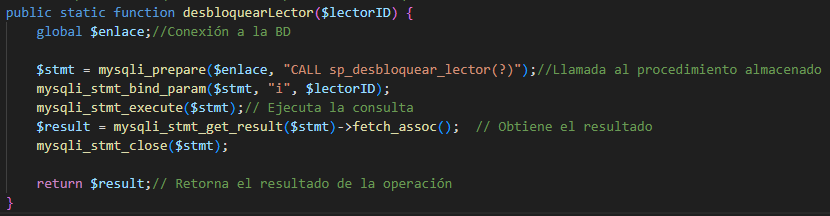 public static function desbloquearLector($lectorID) {
    global $enlace;//Conexión a la BD

    $stmt = mysqli_prepare($enlace, "CALL sp_desbloquear_lector(?)");//Llamada al procedimiento almacenado
    mysqli_stmt_bind_param($stmt, "i", $lectorID);
    mysqli_stmt_execute($stmt);// Ejecuta la consulta
    $result = mysqli_stmt_get_result($stmt)->fetch_assoc();  // Obtiene el resultado
    mysqli_stmt_close($stmt);

    return $result;// Retorna el resultado de la operación
}